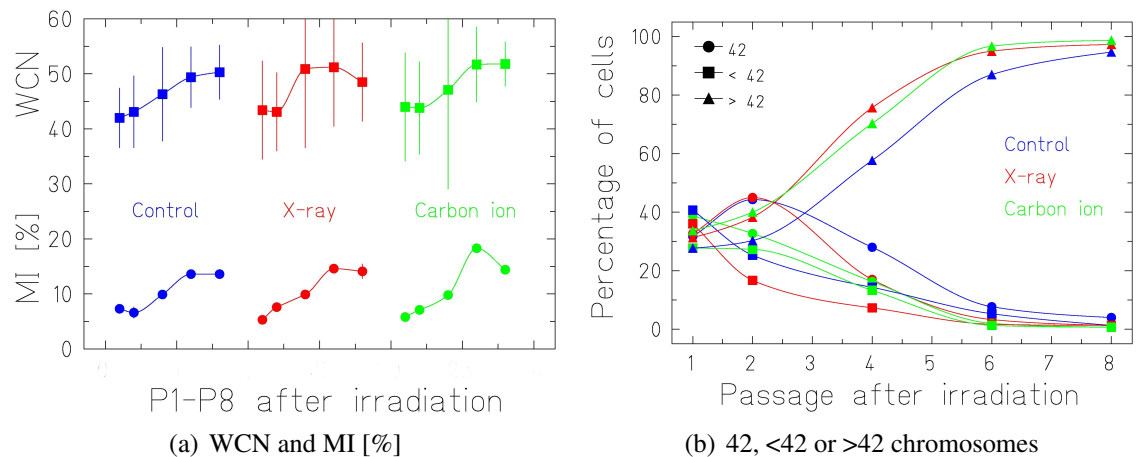 60
50
40
30
20
10
0
WCN
MI [%]
Control
X-ray
Carbon ion
P1-P8 after irradiation
(a) WCN and MI [%]
100
80
60
40
20
0
Percentage of cells
42
< 42
> 42
Control
X-ray
Carbon ion
1 2 3 4 5 6 7 8
Passage after irradiation
(b) 42, <42 or >42 chromosomes